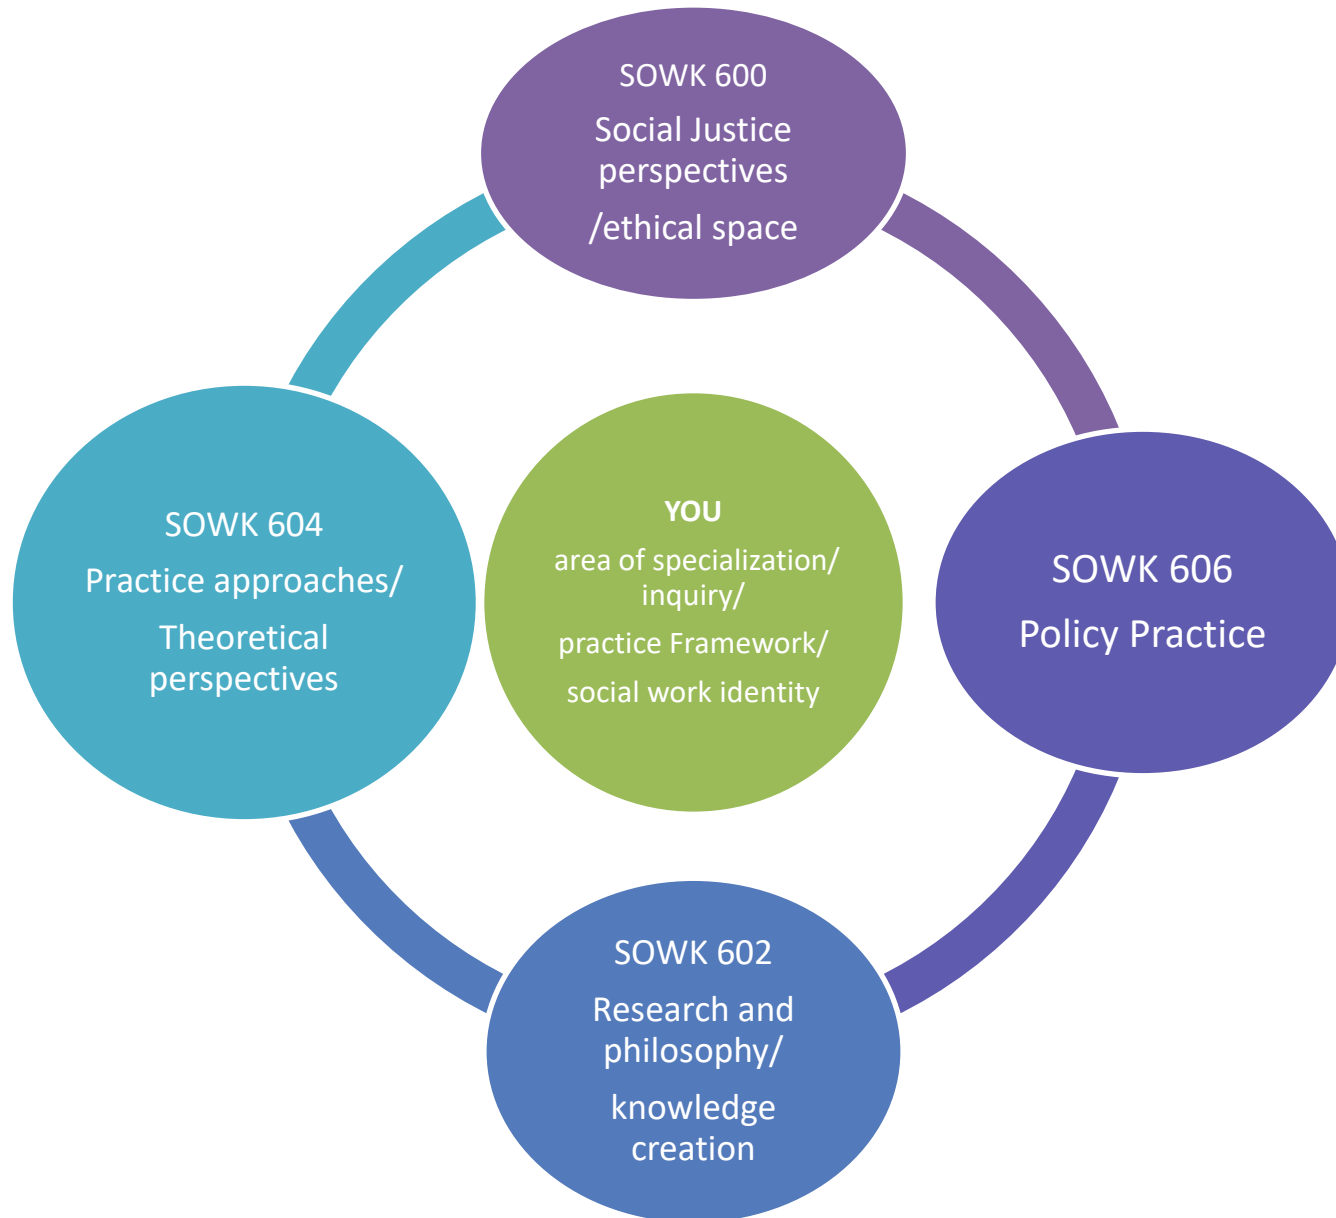 SOWK 600
Social Justice
perspectives
/ethical space
SOWK 604
Practice approaches/
Theoretical
perspectives
YOU
area of specialization/
inquiry/
practice Framework/
social work identity
SOWK 606
Policy Practice
SOWK 602
Research and
philosophy/
knowledge
creation